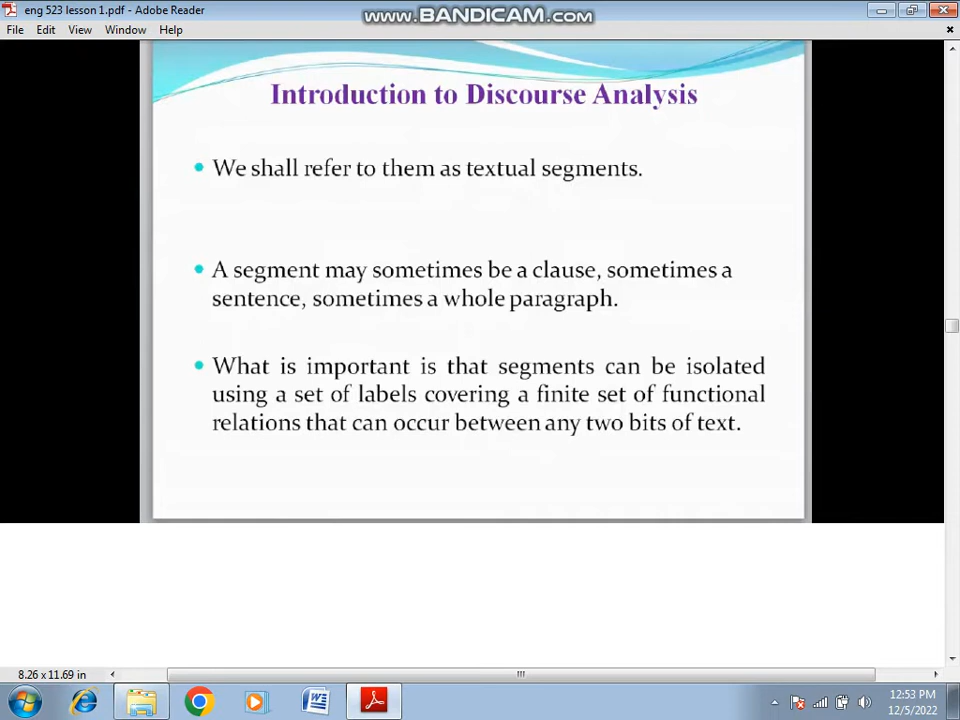 eng 523 lesson 1.pdf - Adobe Reader
www.BANDICAM.com
File Edit View Window Help
Introduction to Discourse Analysis
• We shall refer to them as textual segments.
• A segment may sometimes be a clause, sometimes a
sentence, sometimes a whole paragraph.
• What is important is that segments can be isolated
using a set of labels covering a finite set of functional
relations that can occur between any two bits of text.
8.26 x 11.69 in
12:53 PM
12/5/2022